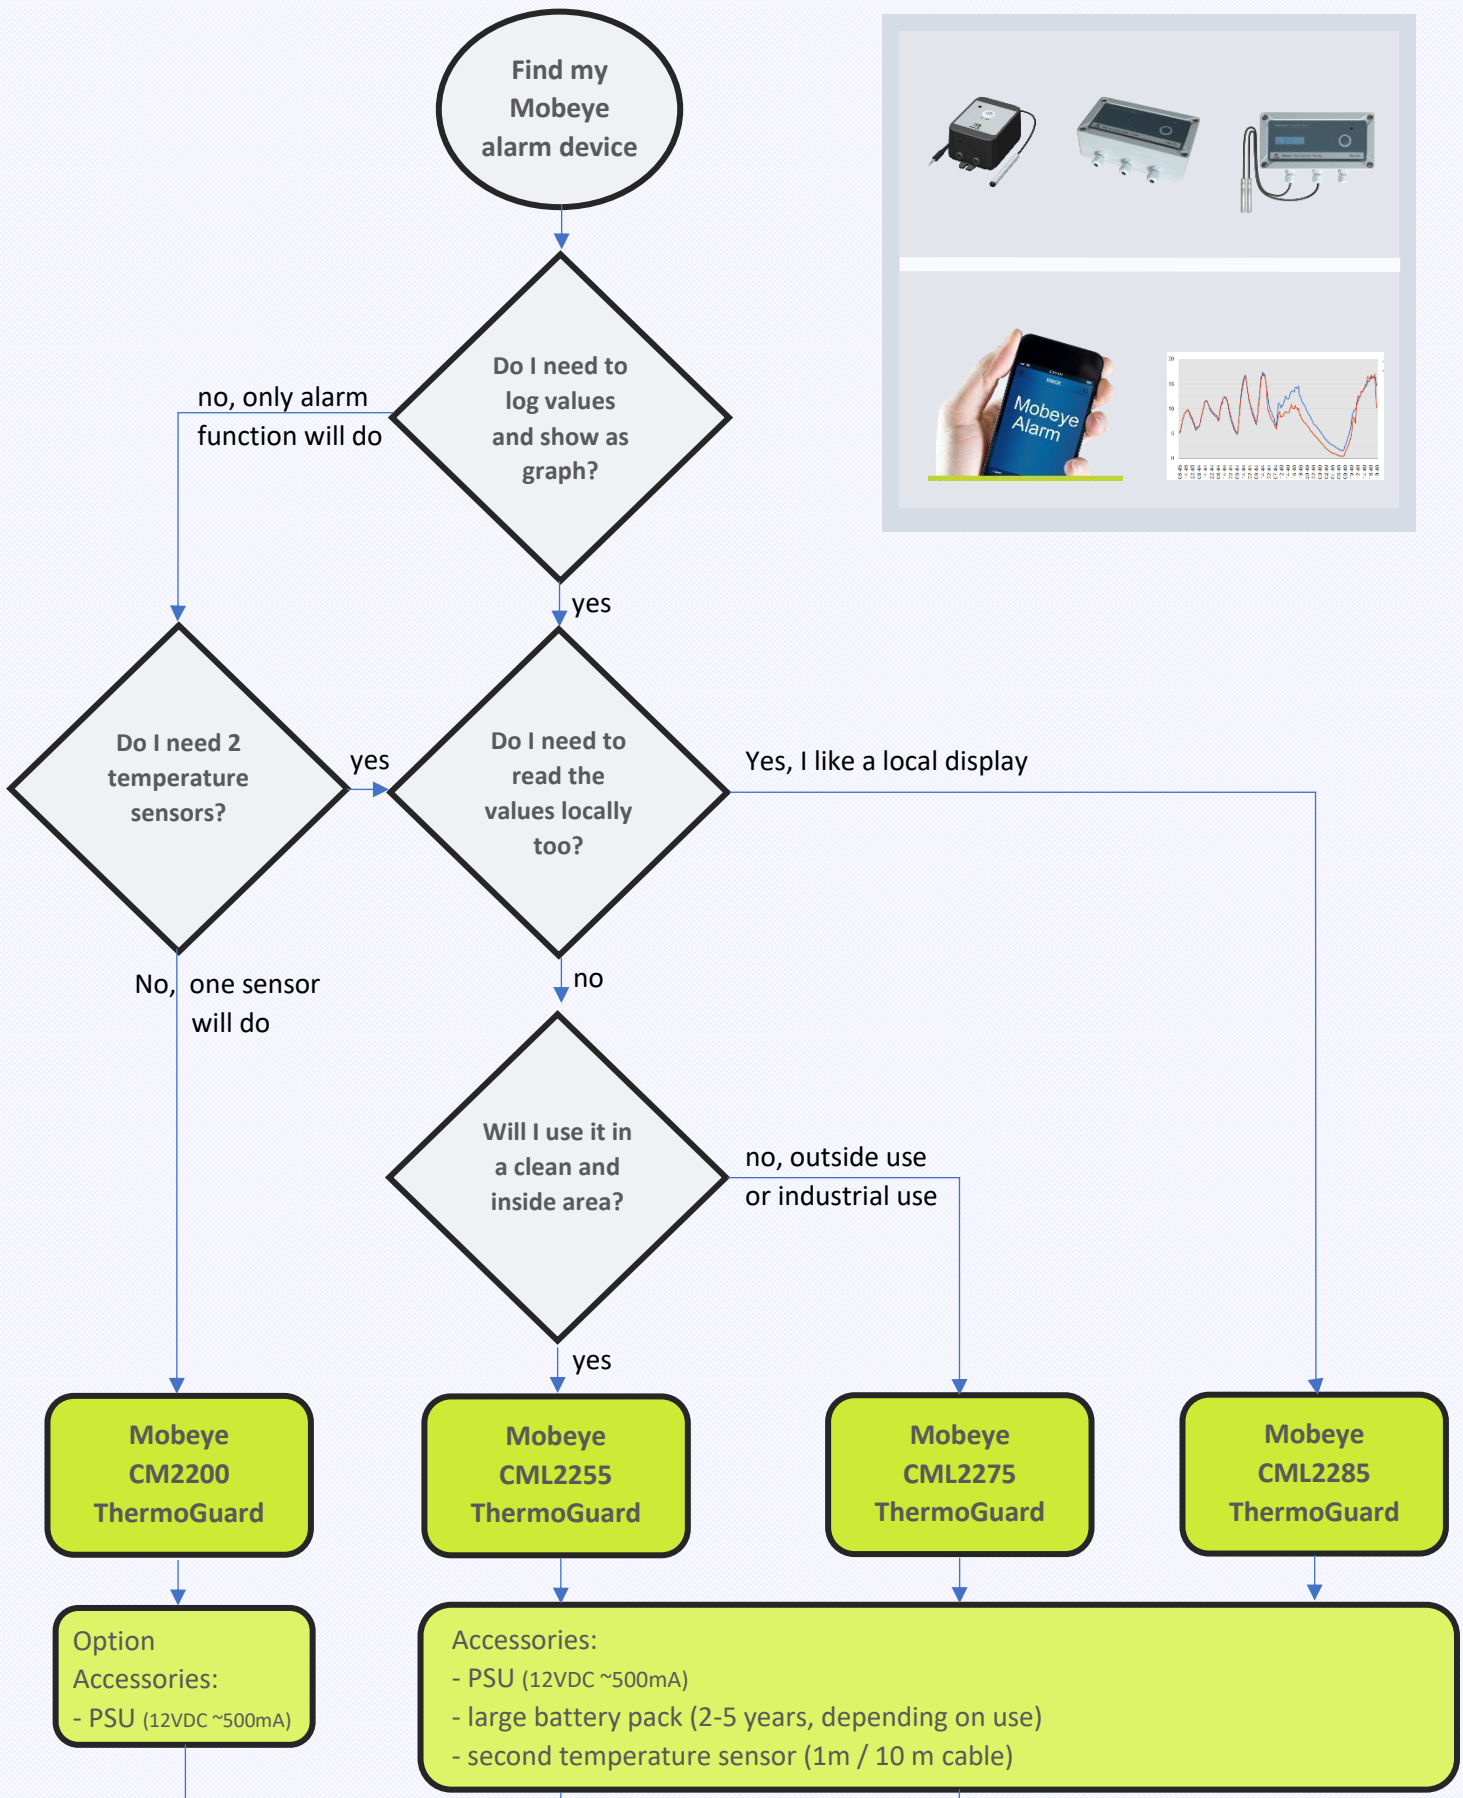 Find my
Mobeye
alarm device
Mobeye
Alarm
Do I need to
log values
and show as
graph?
no, only alarm
function will do
yes
Do I need 2
temperature
sensors?
yes
Do I need to
read the
values locally
too?
Yes, I like a local display
No, one sensor
will do
no
Will I use it in
a clean and
inside area?
no, outside use
or industrial use
yes
Mobeye
CM2200
ThermoGuard
Mobeye
CML2255
ThermoGuard
Mobeye
CML2275
ThermoGuard
Mobeye
CML2285
ThermoGuard
Option
Accessories:
- PSU (12VDC ~500mA)
Accessories:
- PSU (12VDC ~500mA)
- large battery pack (2-5 years, depending on use)
- second temperature sensor (1m / 10 m cable)